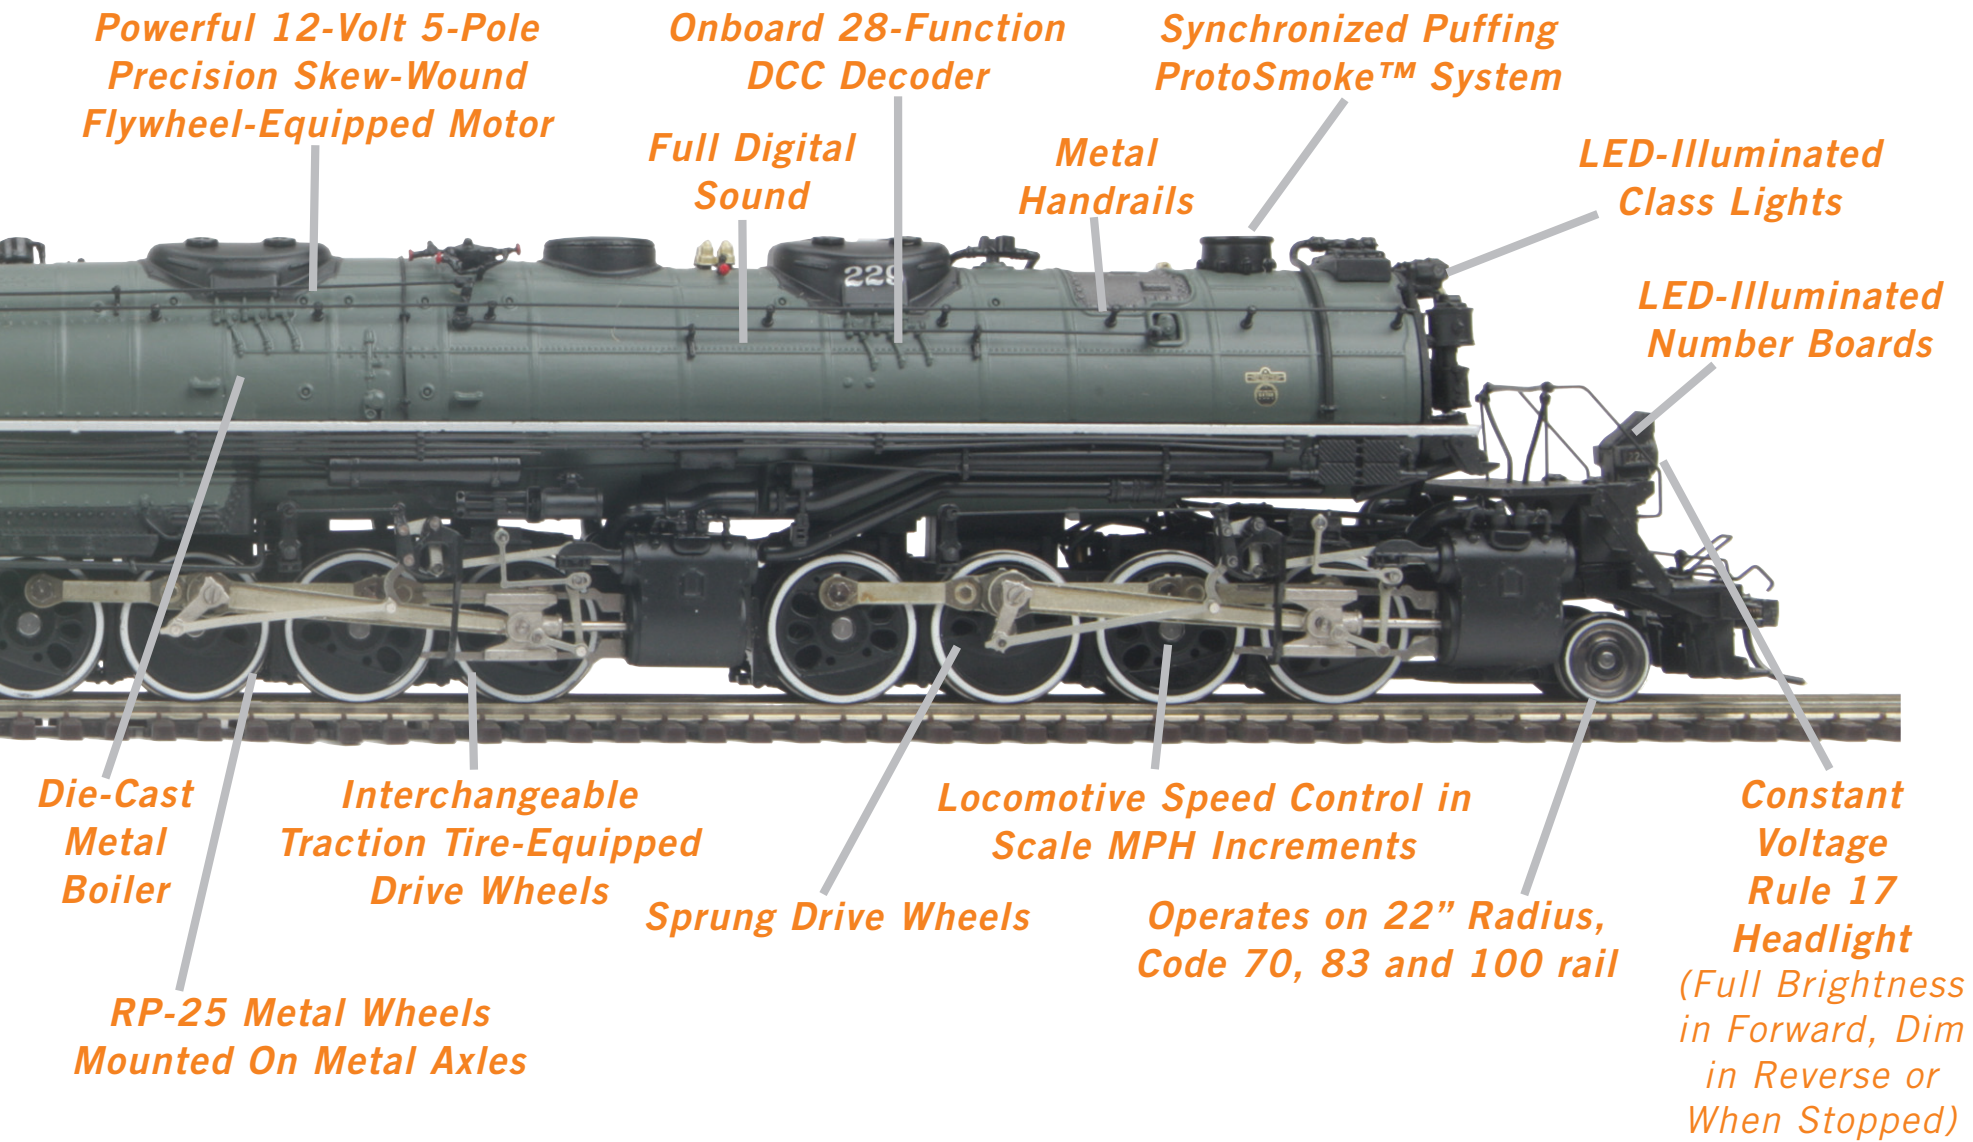 Powerful 12-Volt 5-Pole
Precision Skew-Wound
Flywheel-Equipped Motor
Onboard 28-Function
DCC Decoder
Synchronized Puffing
ProtoSmoke™ System
Full Digital
Sound
Metal
Handrails
LED-Illuminated
Class Lights
LED-Illuminated
Number Boards
229
Die-Cast
Metal
Boiler
Interchangeable
Traction Tire-Equipped
Drive Wheels
Locomotive Speed Control in
Scale MPH Increments
Sprung Drive Wheels
Operates on 22” Radius,
Code 70, 83 and 100 rail
RP-25 Metal Wheels
Mounted On Metal Axles
Constant
Voltage
Rule 17
Headlight
(Full Brightness
in Forward, Dim
in Reverse or
When Stopped)